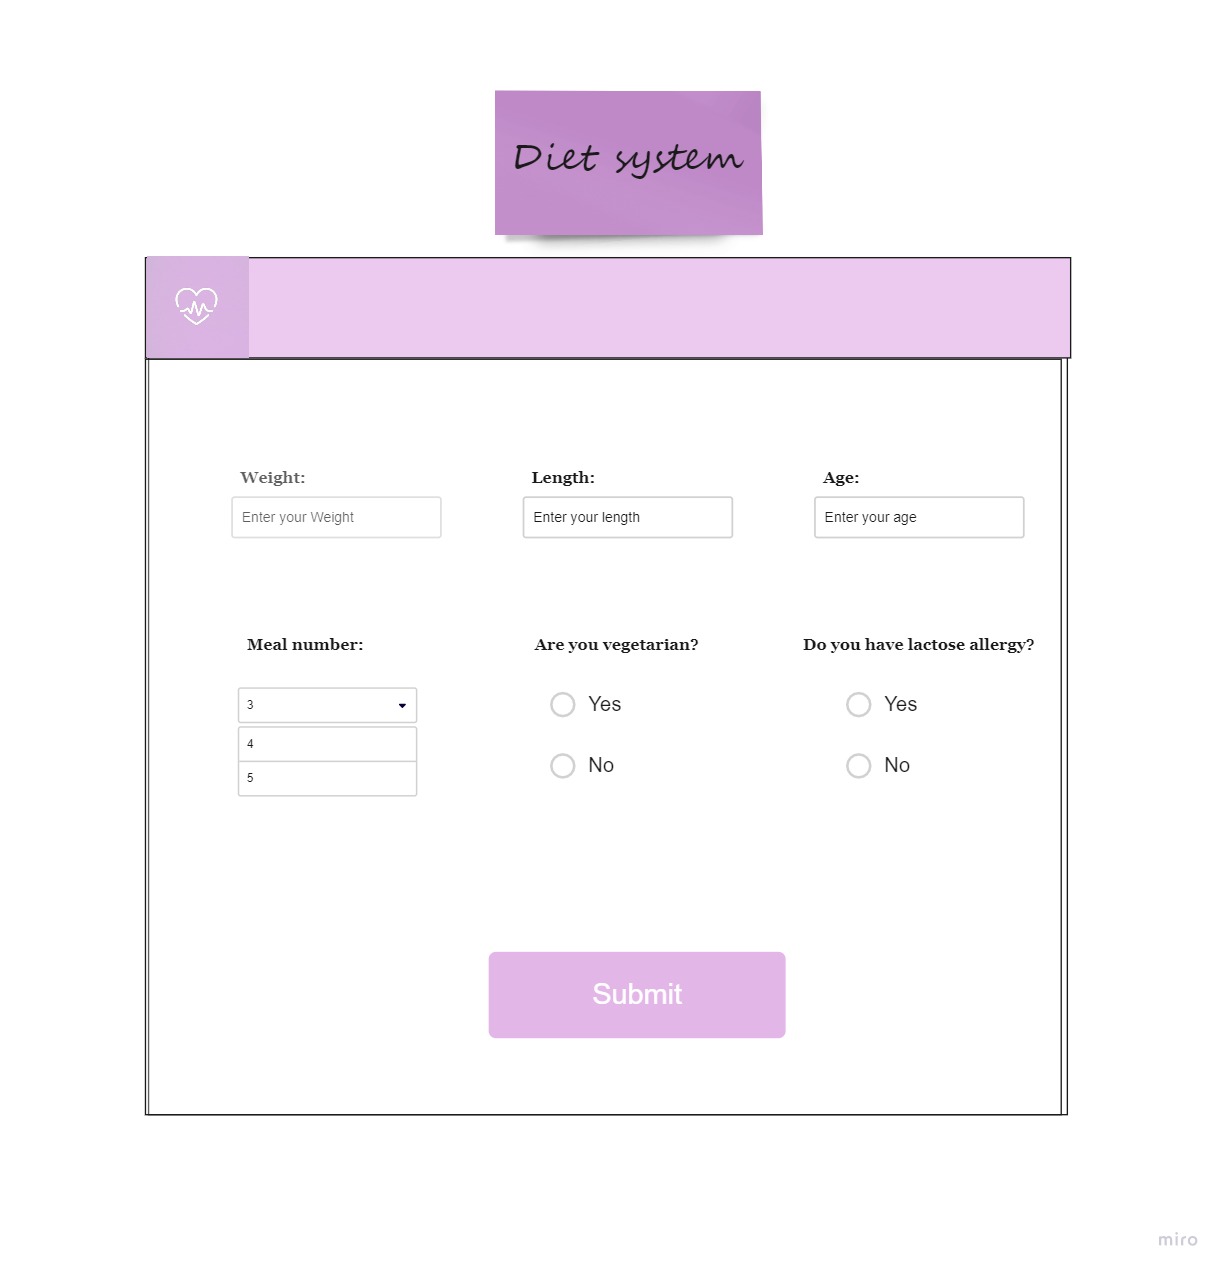 Diet system
Weight: Length: Age:
Enter your Weight Enter your length Enter your age
Meal number: Are you vegetarian? Do you have lactose allergy?
3 Yes Yes
4
5 No No
Submit
miro